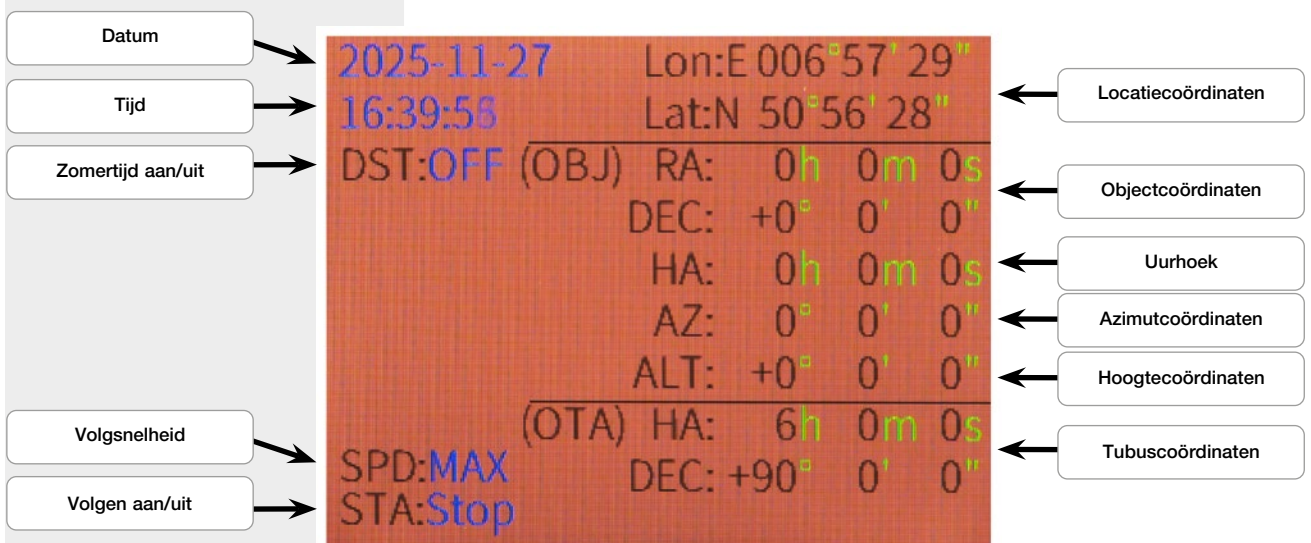 Datum
Tijd
Zomertijd aan/uit
Volgsnelheid
Volgen aan/uit
2025-11-27 Lon:E 006°57' 29"
16:39:58 Lat:N 50°56' 28"
DST:OFF (OBJ) RA: 0h 0m 0s
DEC: +0° 0' 0"
HA: 0h 0m 0s
AZ: 0° 0' 0"
ALT: +0° 0' 0"
(OTA) HA: 6h 0m 0s
SPD:MAX DEC: +90° 0' 0"
STA:Stop
Locatiecoördinaten
Objectcoördinaten
Uurhoek
Azimutcoördinaten
Hoogtecoördinaten
Tubuscoördinaten